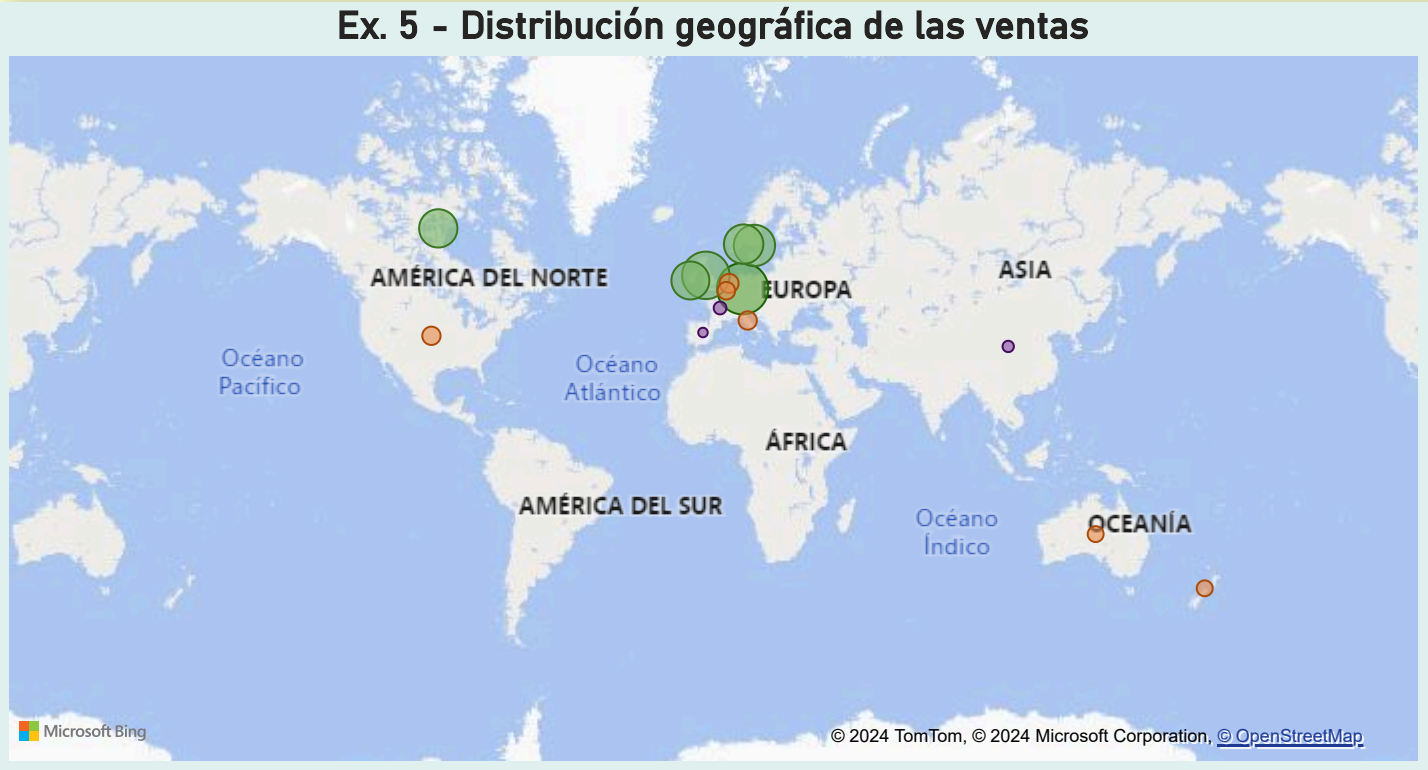 Ex. 5 - Distribución geográfica de las ventas
AMÉRICA DEL NORTE
EUROPA
ASIA
Océano
Pacífico
Océano
Atlántico
ÁFRICA
AMÉRICA DEL SUR
Océano
Índico
OCEANÍA
Microsoft Bing
© 2024 TomTom, © 2024 Microsoft Corporation, © OpenStreetMap